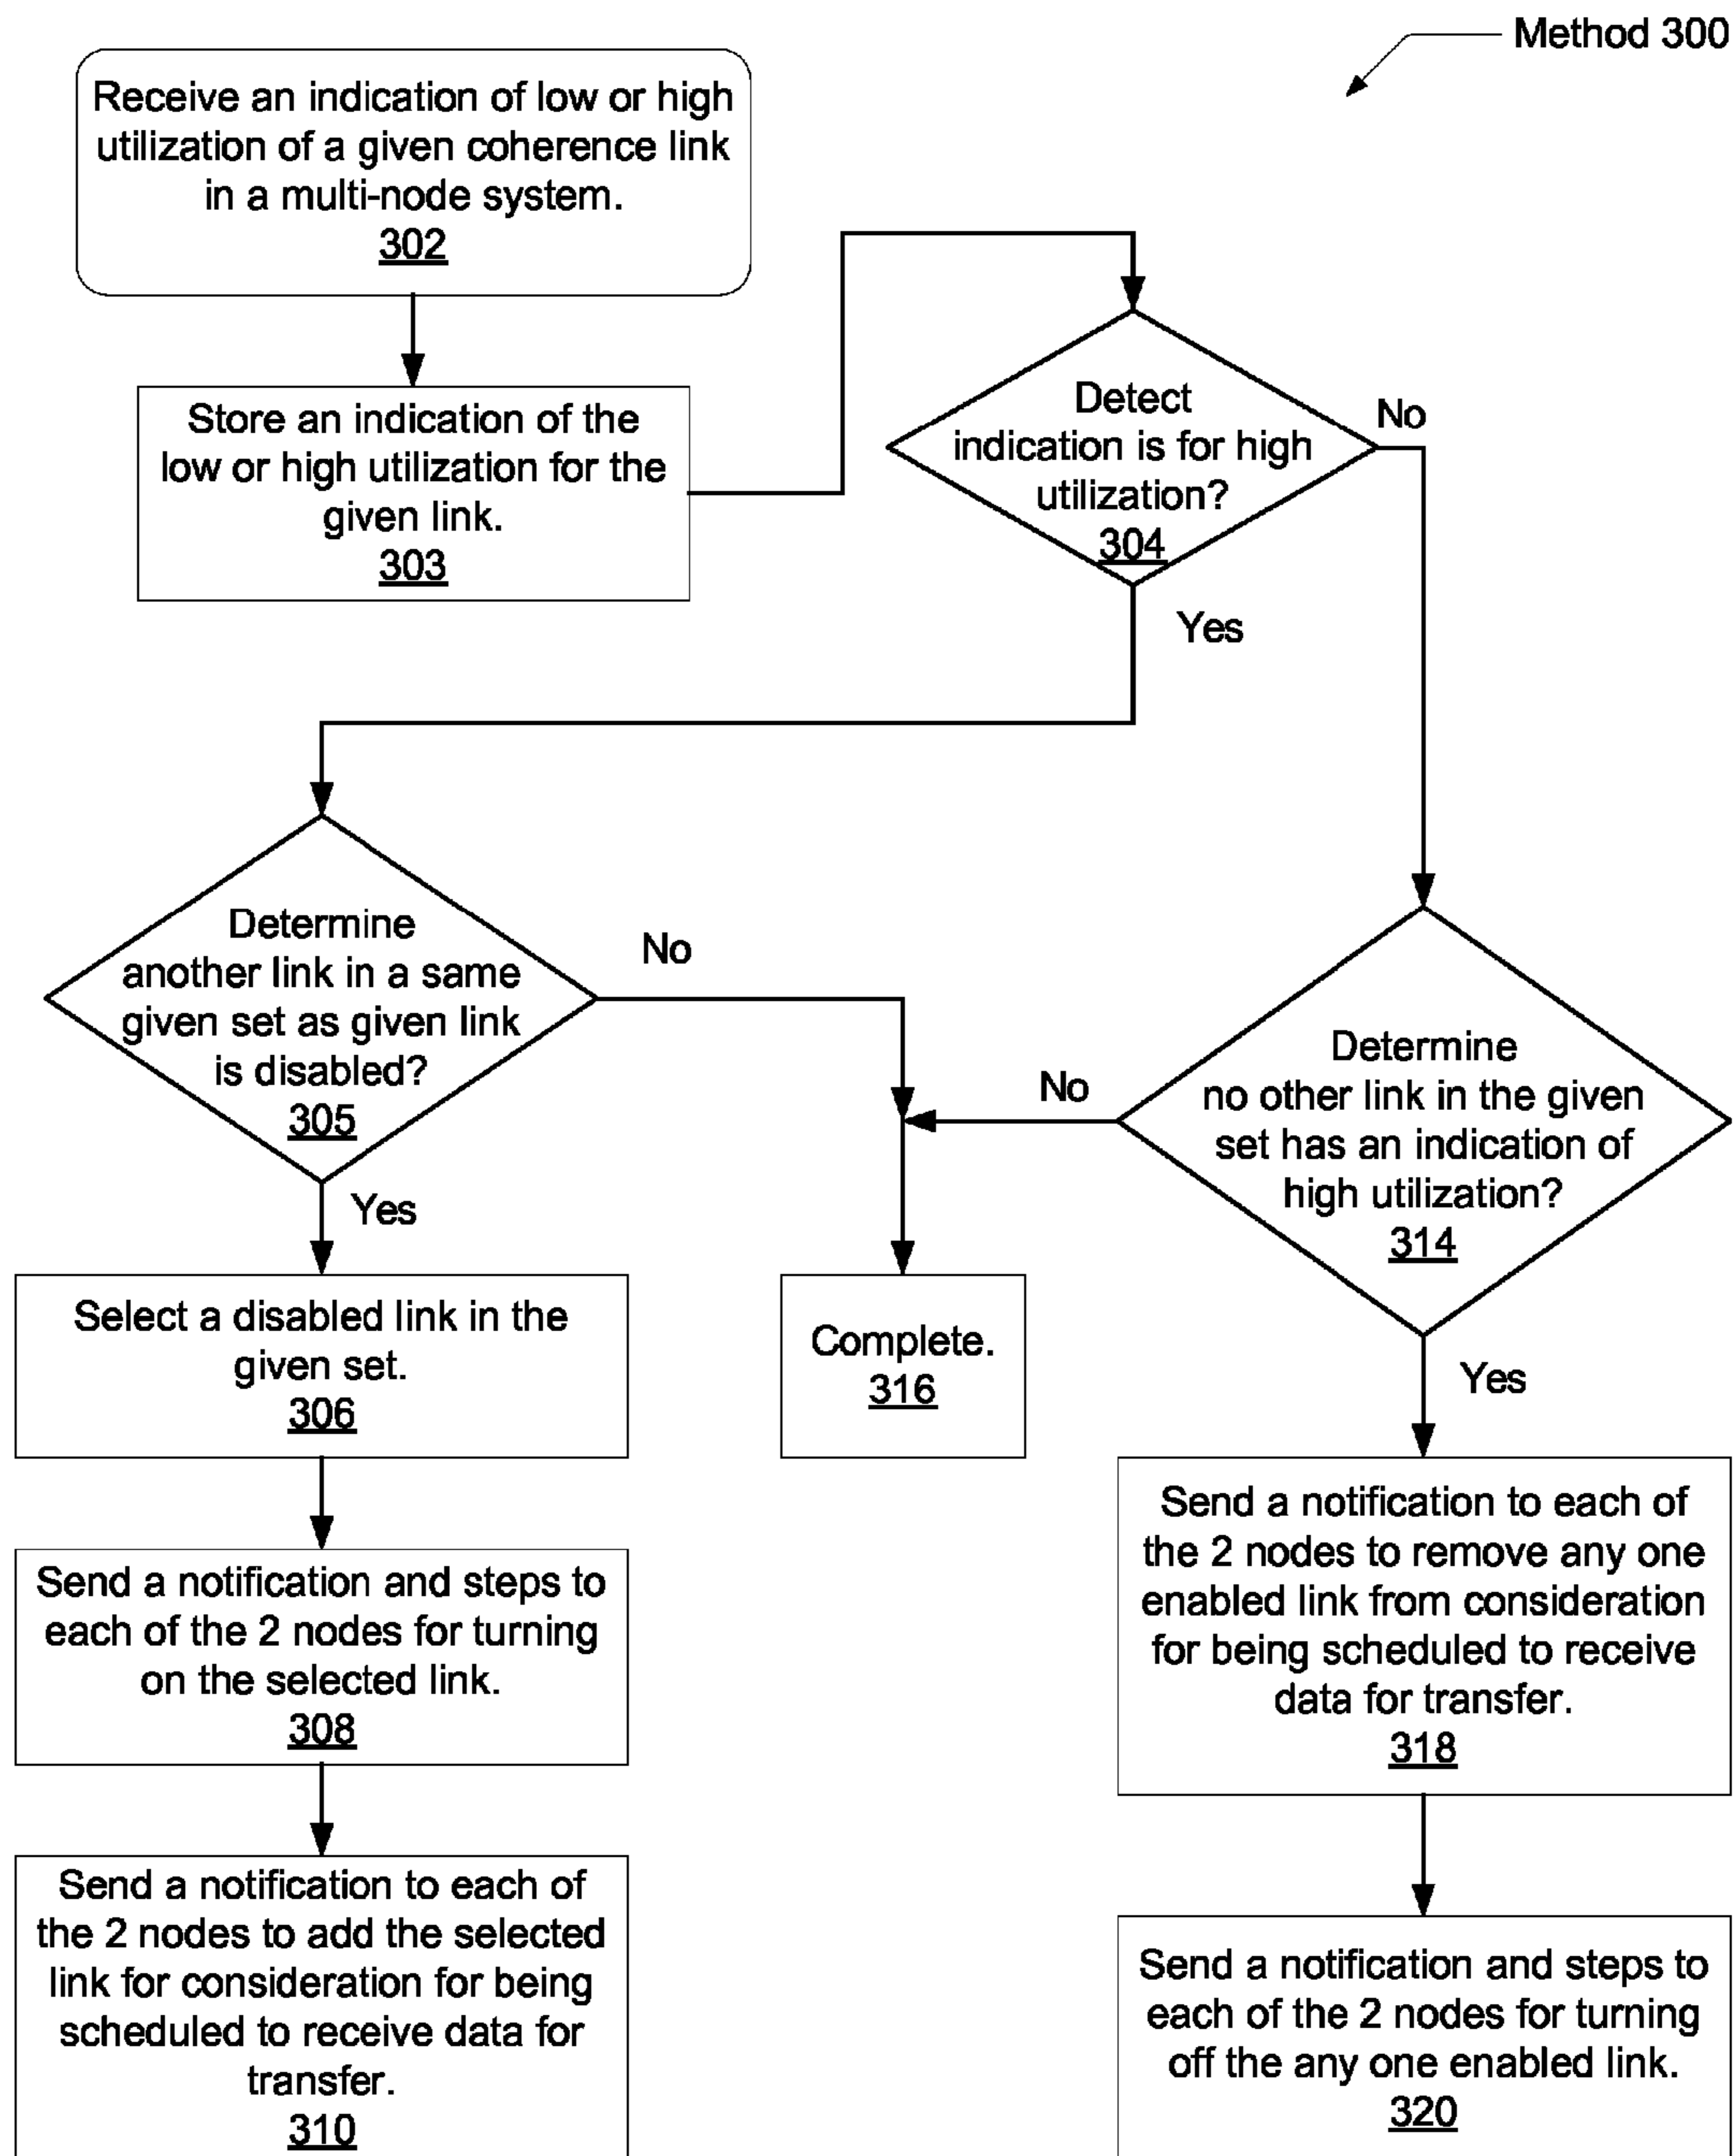 Method 300
Receive an indication of low or high
utilization of a given coherence link
in a multi-node system.
302
Store an indication of the
low or high utilization for the
given link.
303
Detect
indication is for high
utilization?
304
No
Yes
Determine
another link in a same
given set as given link
is disabled?
305
No
Yes
Determine
no other link in the given
set has an indication of
high utilization?
314
No
Yes
Select a disabled link in the
given set.
306
Complete.
316
Send a notification and steps to
each of the 2 nodes for turning
on the selected link.
308
Send a notification to each of
the 2 nodes to remove any one
enabled link from consideration
for being scheduled to receive
data for transfer.
318
Send a notification to each of
the 2 nodes to add the selected
link for consideration for being
scheduled to receive data for
transfer.
310
Send a notification and steps to
each of the 2 nodes for turning
off the any one enabled link.
320